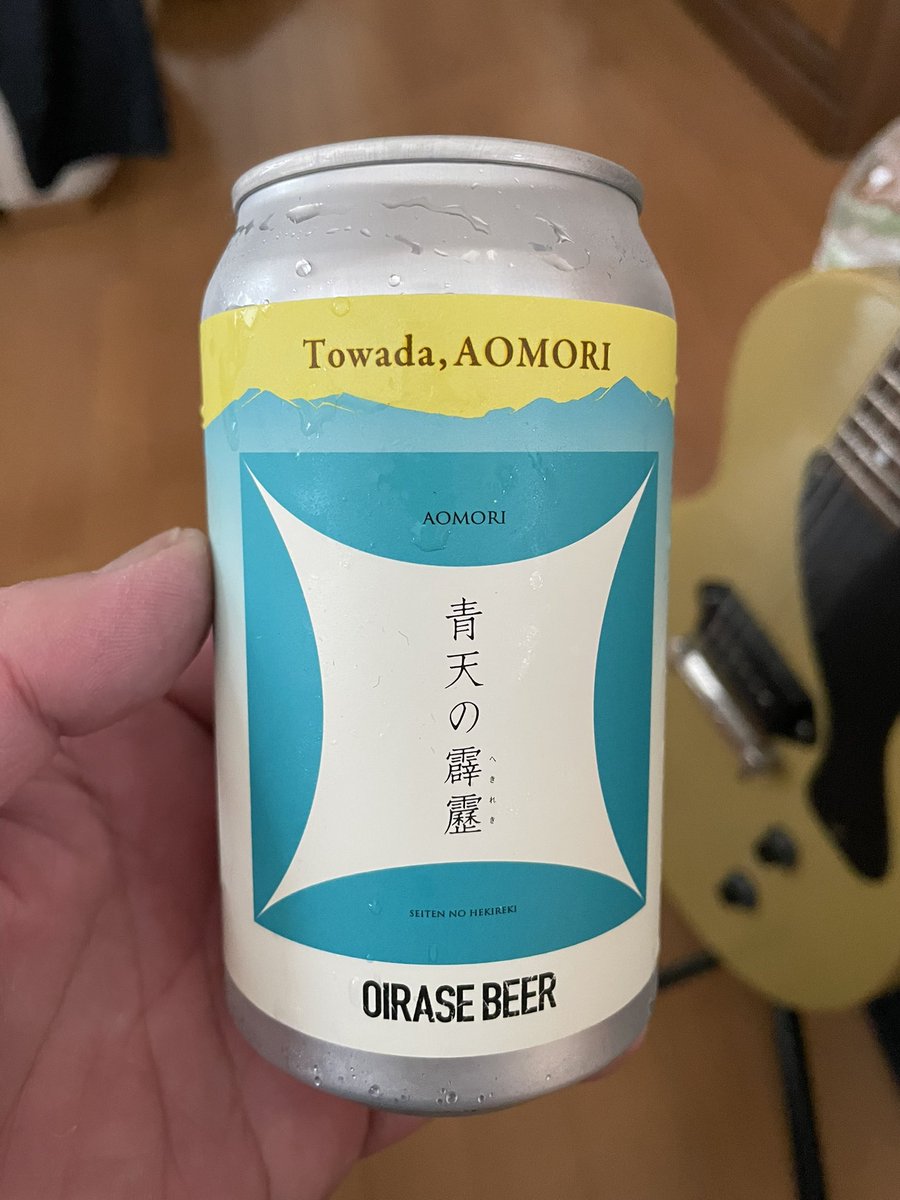 Towada, AOMORI
AOMORI
青天の霹靂
へきれき
SEITEN NO HEKIREKI
OIRASE BEER